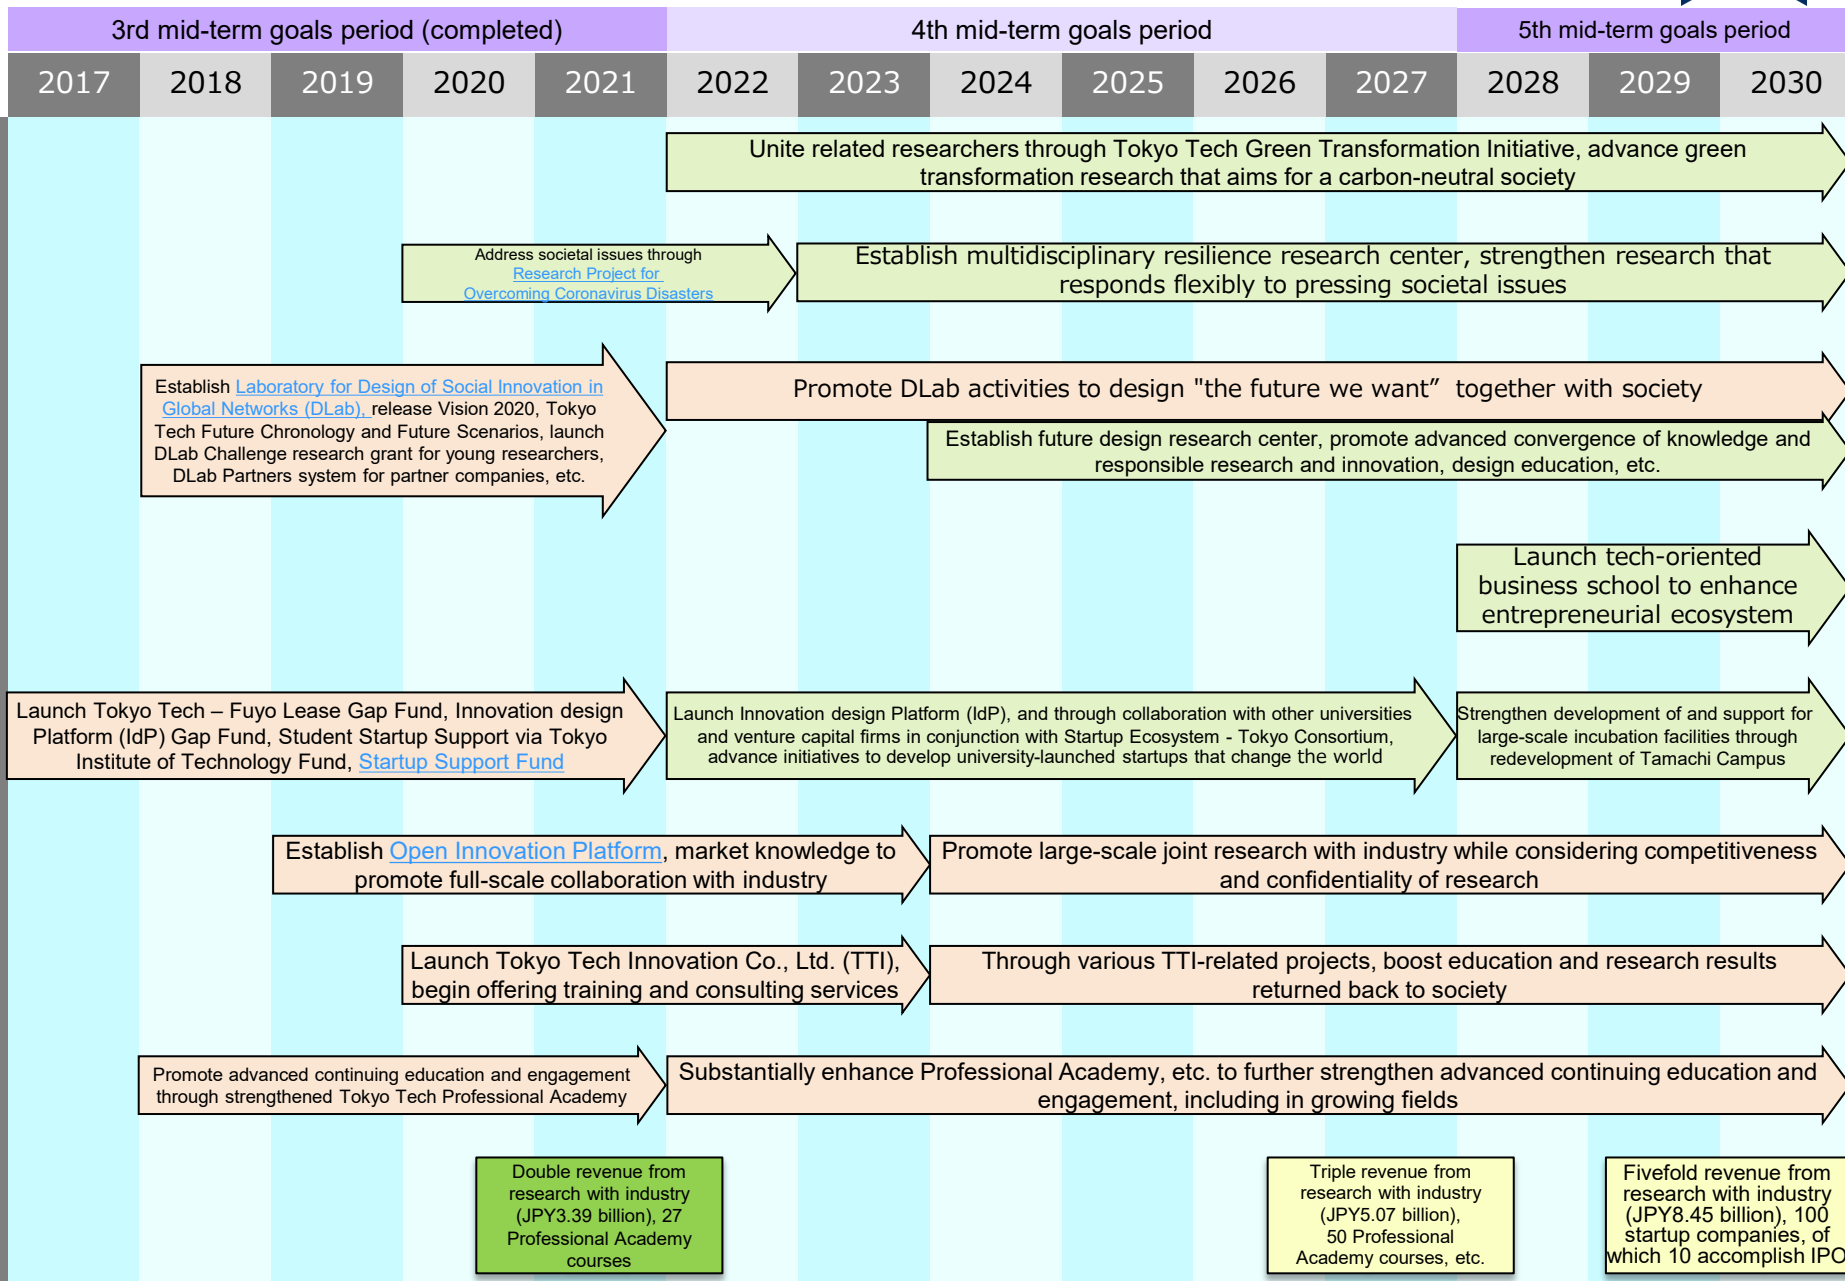 3rd mid-term goals period (completed)
4th mid-term goals period
5th mid-term goals period
2017 2018 2019 2020 2021 2022 2023 2024 2025 2026 2027 2028 2029 2030
Unite related researchers through Tokyo Tech Green Transformation Initiative, advance green
transformation research that aims for a carbon-neutral society
Address societal issues through
Research Project for
Overcoming Coronavirus Disasters
Establish multidisciplinary resilience research center, strengthen research that
responds flexibly to pressing societal issues
Establish Laboratory for Design of Social Innovation in
Global Networks (DLab), release Vision 2020, Tokyo
Tech Future Chronology and Future Scenarios, launch
DLab Challenge research grant for young researchers,
DLab Partners system for partner companies, etc.
Promote DLab activities to design "the future we want” together with society
Establish future design research center, promote advanced convergence of knowledge and
responsible research and innovation, design education, etc.
Launch tech-oriented
business school to enhance
entrepreneurial ecosystem
Launch Tokyo Tech – Fuyo Lease Gap Fund, Innovation design
Platform (IdP) Gap Fund, Student Startup Support via Tokyo
Institute of Technology Fund, Startup Support Fund
Launch Innovation design Platform (IdP), and through collaboration with other universities
and venture capital firms in conjunction with Startup Ecosystem - Tokyo Consortium,
advance initiatives to develop university-launched startups that change the world
Strengthen development of and support for
large-scale incubation facilities through
redevelopment of Tamachi Campus
Establish Open Innovation Platform, market knowledge to
promote full-scale collaboration with industry
Promote large-scale joint research with industry while considering competitiveness
and confidentiality of research
Launch Tokyo Tech Innovation Co., Ltd. (TTI),
begin offering training and consulting services
Through various TTI-related projects, boost education and research results
returned back to society
Promote advanced continuing education and engagement
through strengthened Tokyo Tech Professional Academy
Substantially enhance Professional Academy, etc. to further strengthen advanced continuing education and
engagement, including in growing fields
Double revenue from
research with industry
(JPY3.39 billion), 27
Professional Academy
courses
Triple revenue from
research with industry
(JPY5.07 billion),
50 Professional
Academy courses, etc.
Fivefold revenue from
research with industry
(JPY8.45 billion), 100
startup companies, of
which 10 accomplish IPO